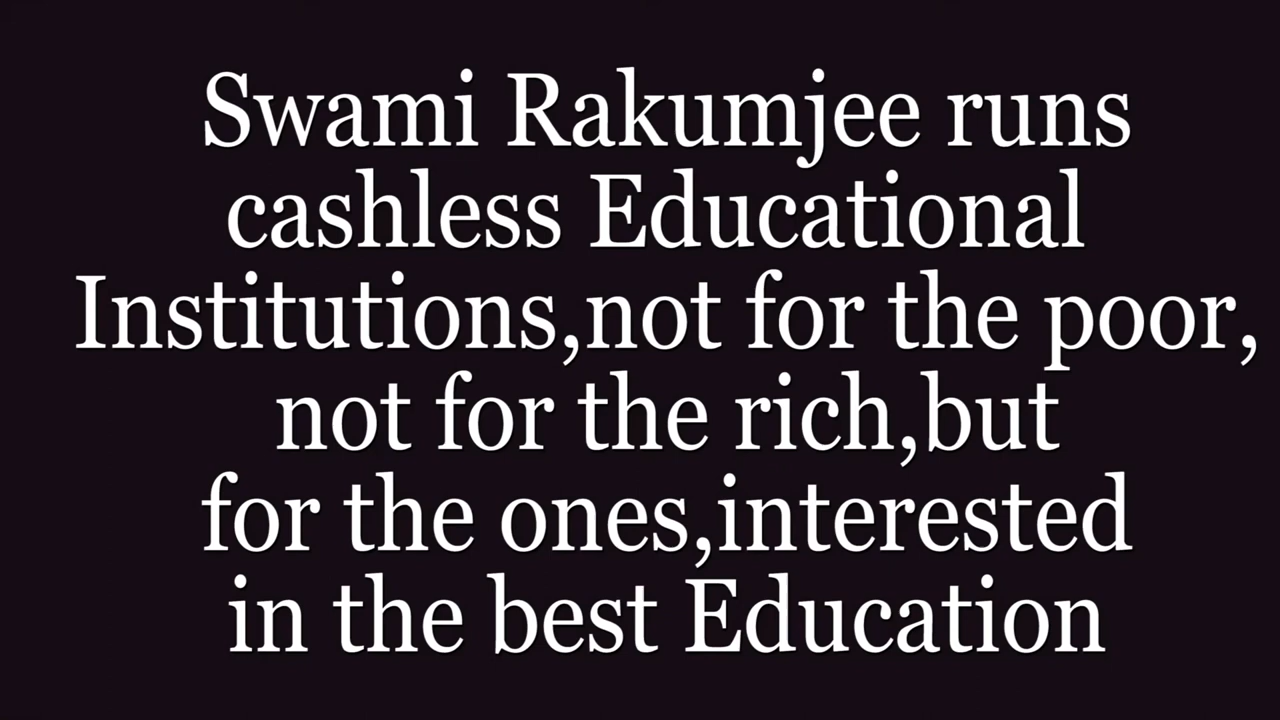 Swami Rakumjee runs
cashless Educational
Institutions,not for the poor,
not for the rich,but
for the ones,interested
in the best Education